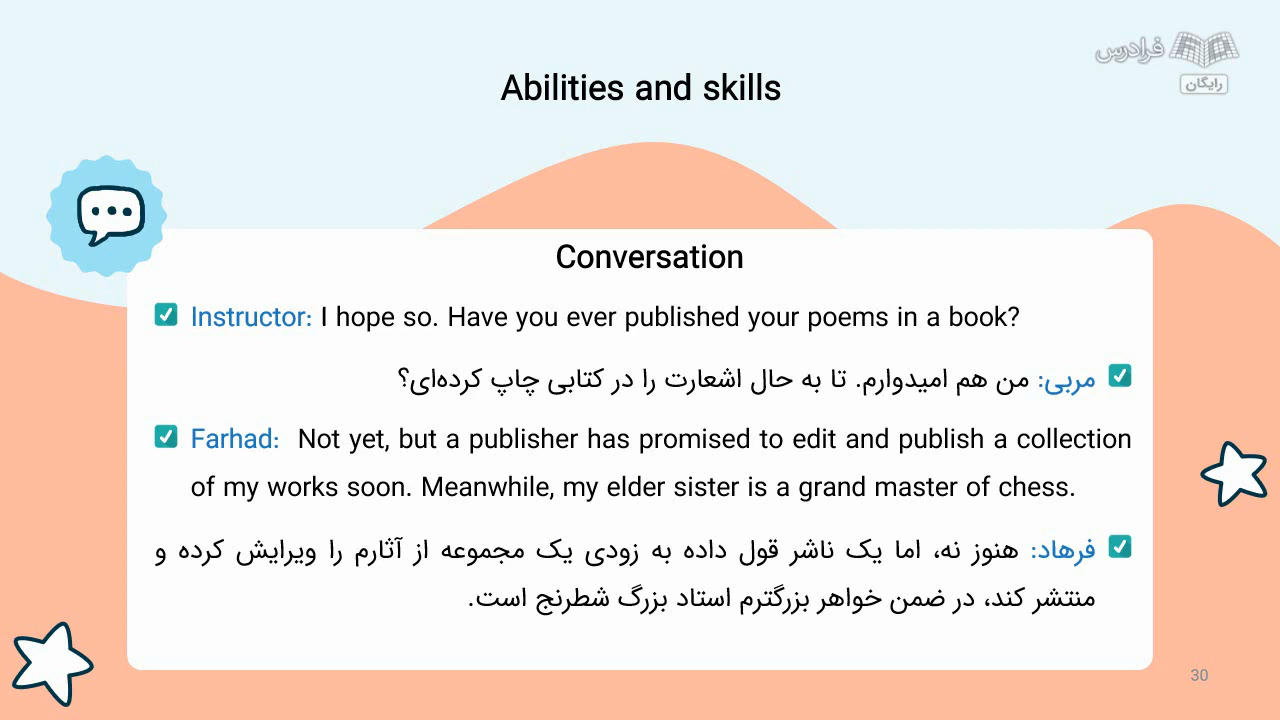 فرادرس
رایگان
Abilities and skills
Conversation
Instructor: I hope so. Have you ever published your poems in a book?
مربی: من هم امیدوارم. تا به حال اشعارت را در کتابی چاپ کرده‌ای؟
Farhad: Not yet, but a publisher has promised to edit and publish a collection
of my works soon. Meanwhile, my elder sister is a grand master of chess.
فرهاد: هنوز نه، اما یک ناشر قول داده به زودی یک مجموعه از آثارم را ویرایش کرده و
منتشر کند، در ضمن خواهر بزرگترم استاد بزرگ شطرنج است.
30